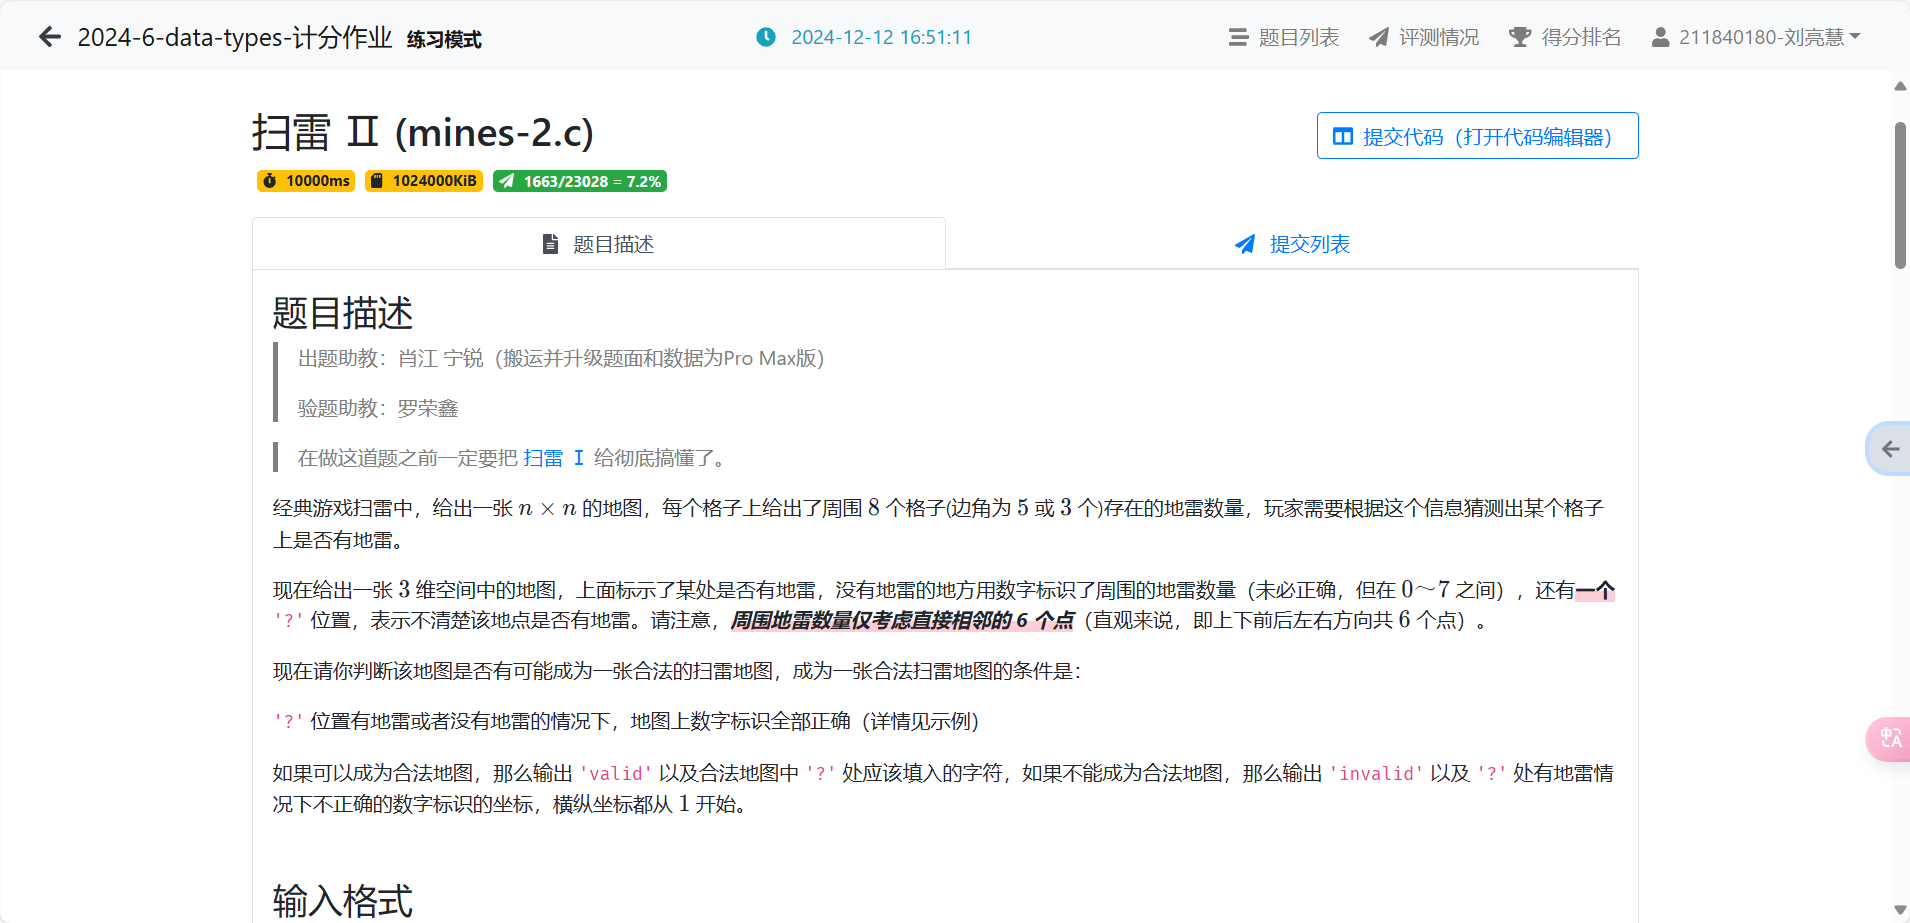 2024-6-data-types-计分作业 练习模式
2024-12-12 16:51:11
题目列表 评测情况 得分排名 211840180-刘亮慧
扫雷 Ⅱ (mines-2.c)
提交代码（打开代码编辑器）
10000ms 1024000KiB 1663/23028 = 7.2%
题目描述 提交列表
题目描述
出题助教：肖江 宁锐（搬运并升级题面和数据为Pro Max版）
验题助教：罗荣鑫
在做这道题之前一定要把 扫雷 Ⅰ 给彻底搞懂了。
经典游戏扫雷中，给出一张 n × n 的地图，每个格子上给出了周围 8 个格子(边角为 5 或 3 个)存在的地雷数量，玩家需要根据这个信息猜测出某个格子
上是否有地雷。
现在给出一张 3 维空间中的地图，上面标示了某处是否有地雷，没有地雷的地方用数字标识了周围的地雷数量（未必正确，但在 0～7 之间），还有一个
'?' 位置，表示不清楚该地点是否有地雷。请注意，周围地雷数量仅考虑直接相邻的 6 个点（直观来说，即上下前后左右方向共 6 个点）。
现在请你判断该地图是否有可能成为一张合法的扫雷地图，成为一张合法扫雷地图的条件是：
'?' 位置有地雷或者没有地雷的情况下，地图上数字标识全部正确（详情见示例）
如果可以成为合法地图，那么输出 'valid' 以及合法地图中 '?' 处应该填入的字符，如果不能成为合法地图，那么输出 'invalid' 以及 '?' 处有地雷情
况下不正确的数字标识的坐标，横纵坐标都从 1 开始。
输入格式
中A